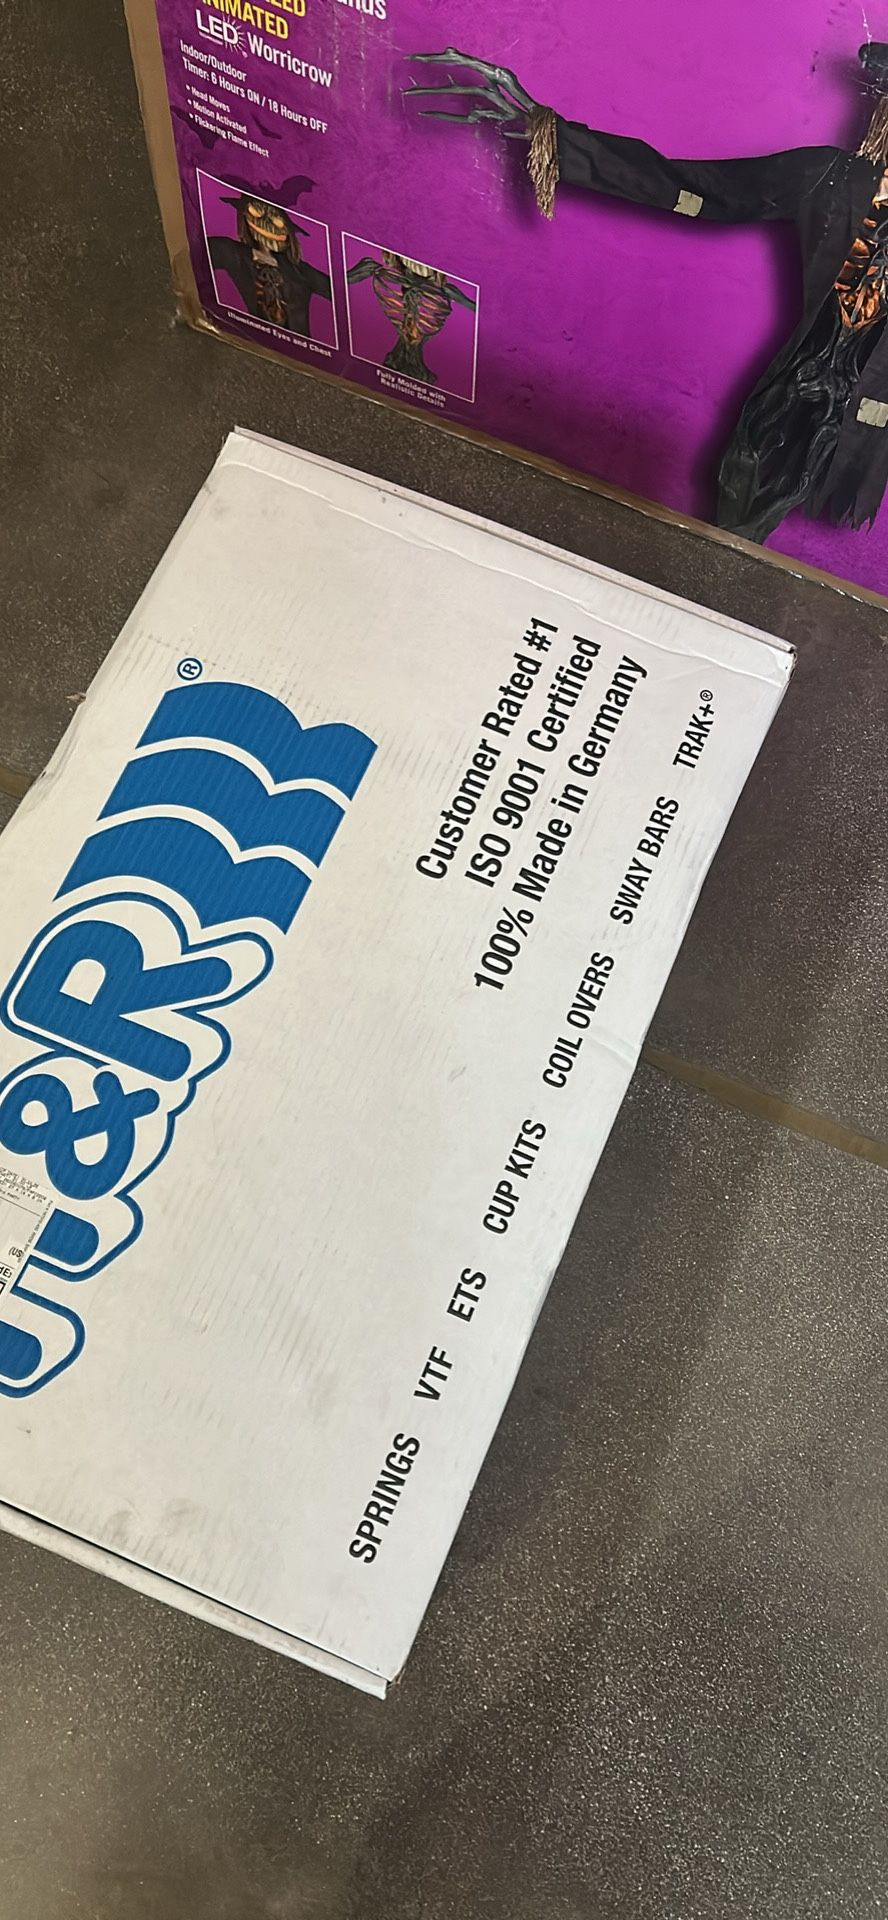 ANIMATED
LED Worricrow
Indoor/Outdoor
Timer: 6 Hours ON / 18 Hours OFF
• Head Moves
• Motion Activated
• Flickering Flame Effect
Illuminated Eyes and Chest
Fully Molded with
Realistic Details
H&R®
Customer Rated #1
ISO 9001 Certified
100% Made in Germany
SPRINGS VTF ETS CUP KITS COIL OVERS SWAY BARS TRAK+®